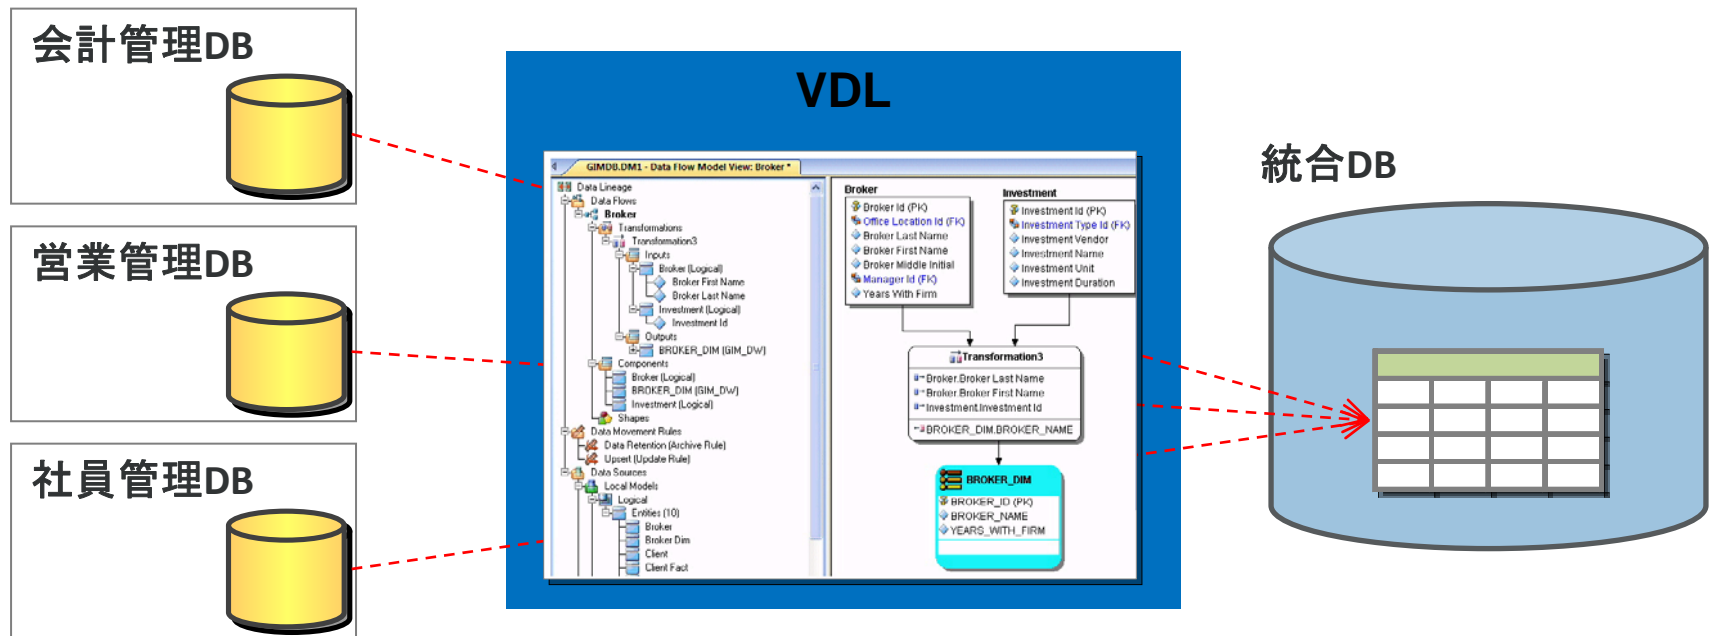 会計管理DB
営業管理DB
社員管理DB
VDL
GIMDB.DM1 - Data Flow Model View: Broker *
Data Lineage
Data Flows
Broker
Transformations
Transformation3
Inputs
Broker (Logical)
Broker First Name
Broker Last Name
Investment (Logical)
Investment Id
Outputs
BROKER_DIM (GIM_DW)
Components
Broker (Logical)
BROKER_DIM (GIM_DW)
Investment (Logical)
Shapes
Data Movement Rules
Data Retention (Archive Rule)
Upsert (Update Rule)
Data Sources
Local Models
Logical
Entities (10)
Broker
Broker Dim
Client
Client Fact
Broker
Broker Id (PK)
Office Location Id (FK)
Broker Last Name
Broker First Name
Broker Middle Initial
Manager Id (FK)
Years With Firm
Investment
Investment Id (PK)
Investment Type Id (FK)
Investment Vendor
Investment Name
Investment Unit
Investment Duration
Transformation3
Broker.Broker Last Name
Broker.Broker First Name
Investment.Investment Id
BROKER_DIM.BROKER_NAME
BROKER_DIM
BROKER_ID (PK)
BROKER_NAME
YEARS_WITH_FIRM
統合DB